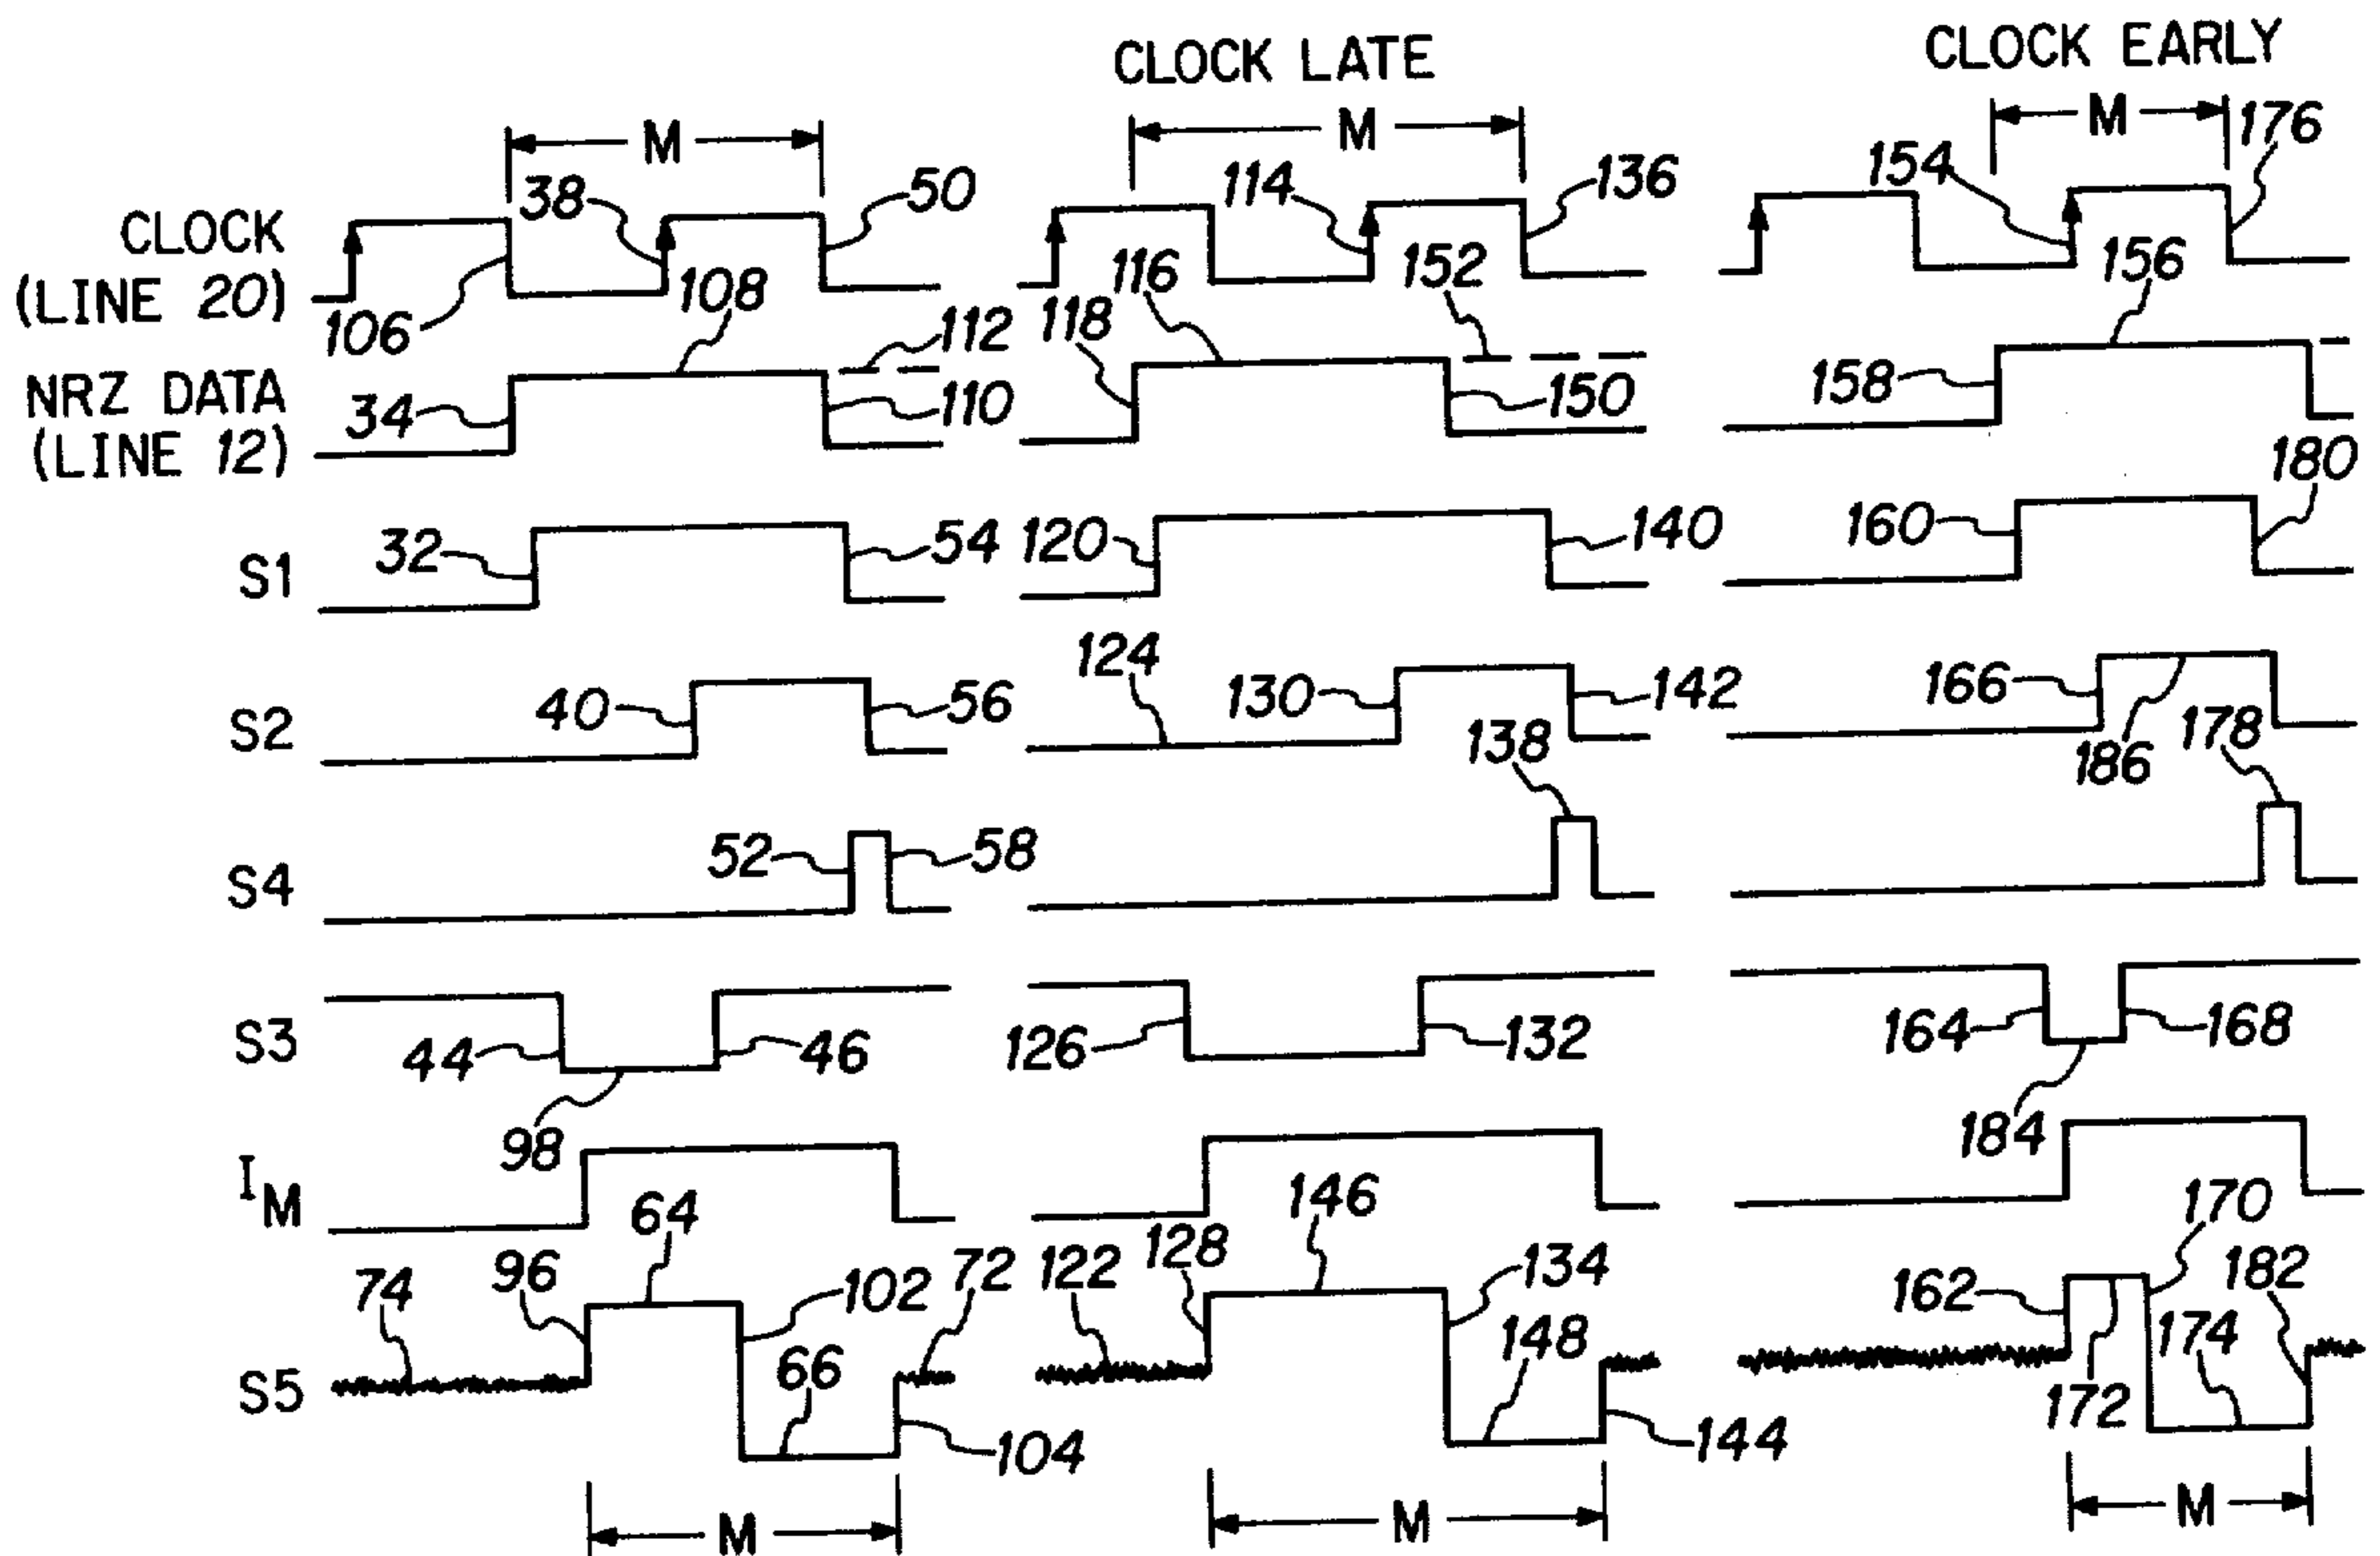 CLOCK LATE
CLOCK EARLY
M M M
38 50 114 136 154 176
CLOCK
(LINE 20)
106 108 112 118 116 152 156
NRZ DATA
(LINE 12)
34 110 150 158
S1 32 54 120 140 160 180
S2 40 56 124 130 142 166 186
S4 52 58 138 178
S3 44 46 126 132 164 168
98 184
IM 64 146 170
S5 74 96 102 72 122 128 134 162 182
66 148 172 174
104 144
M M M